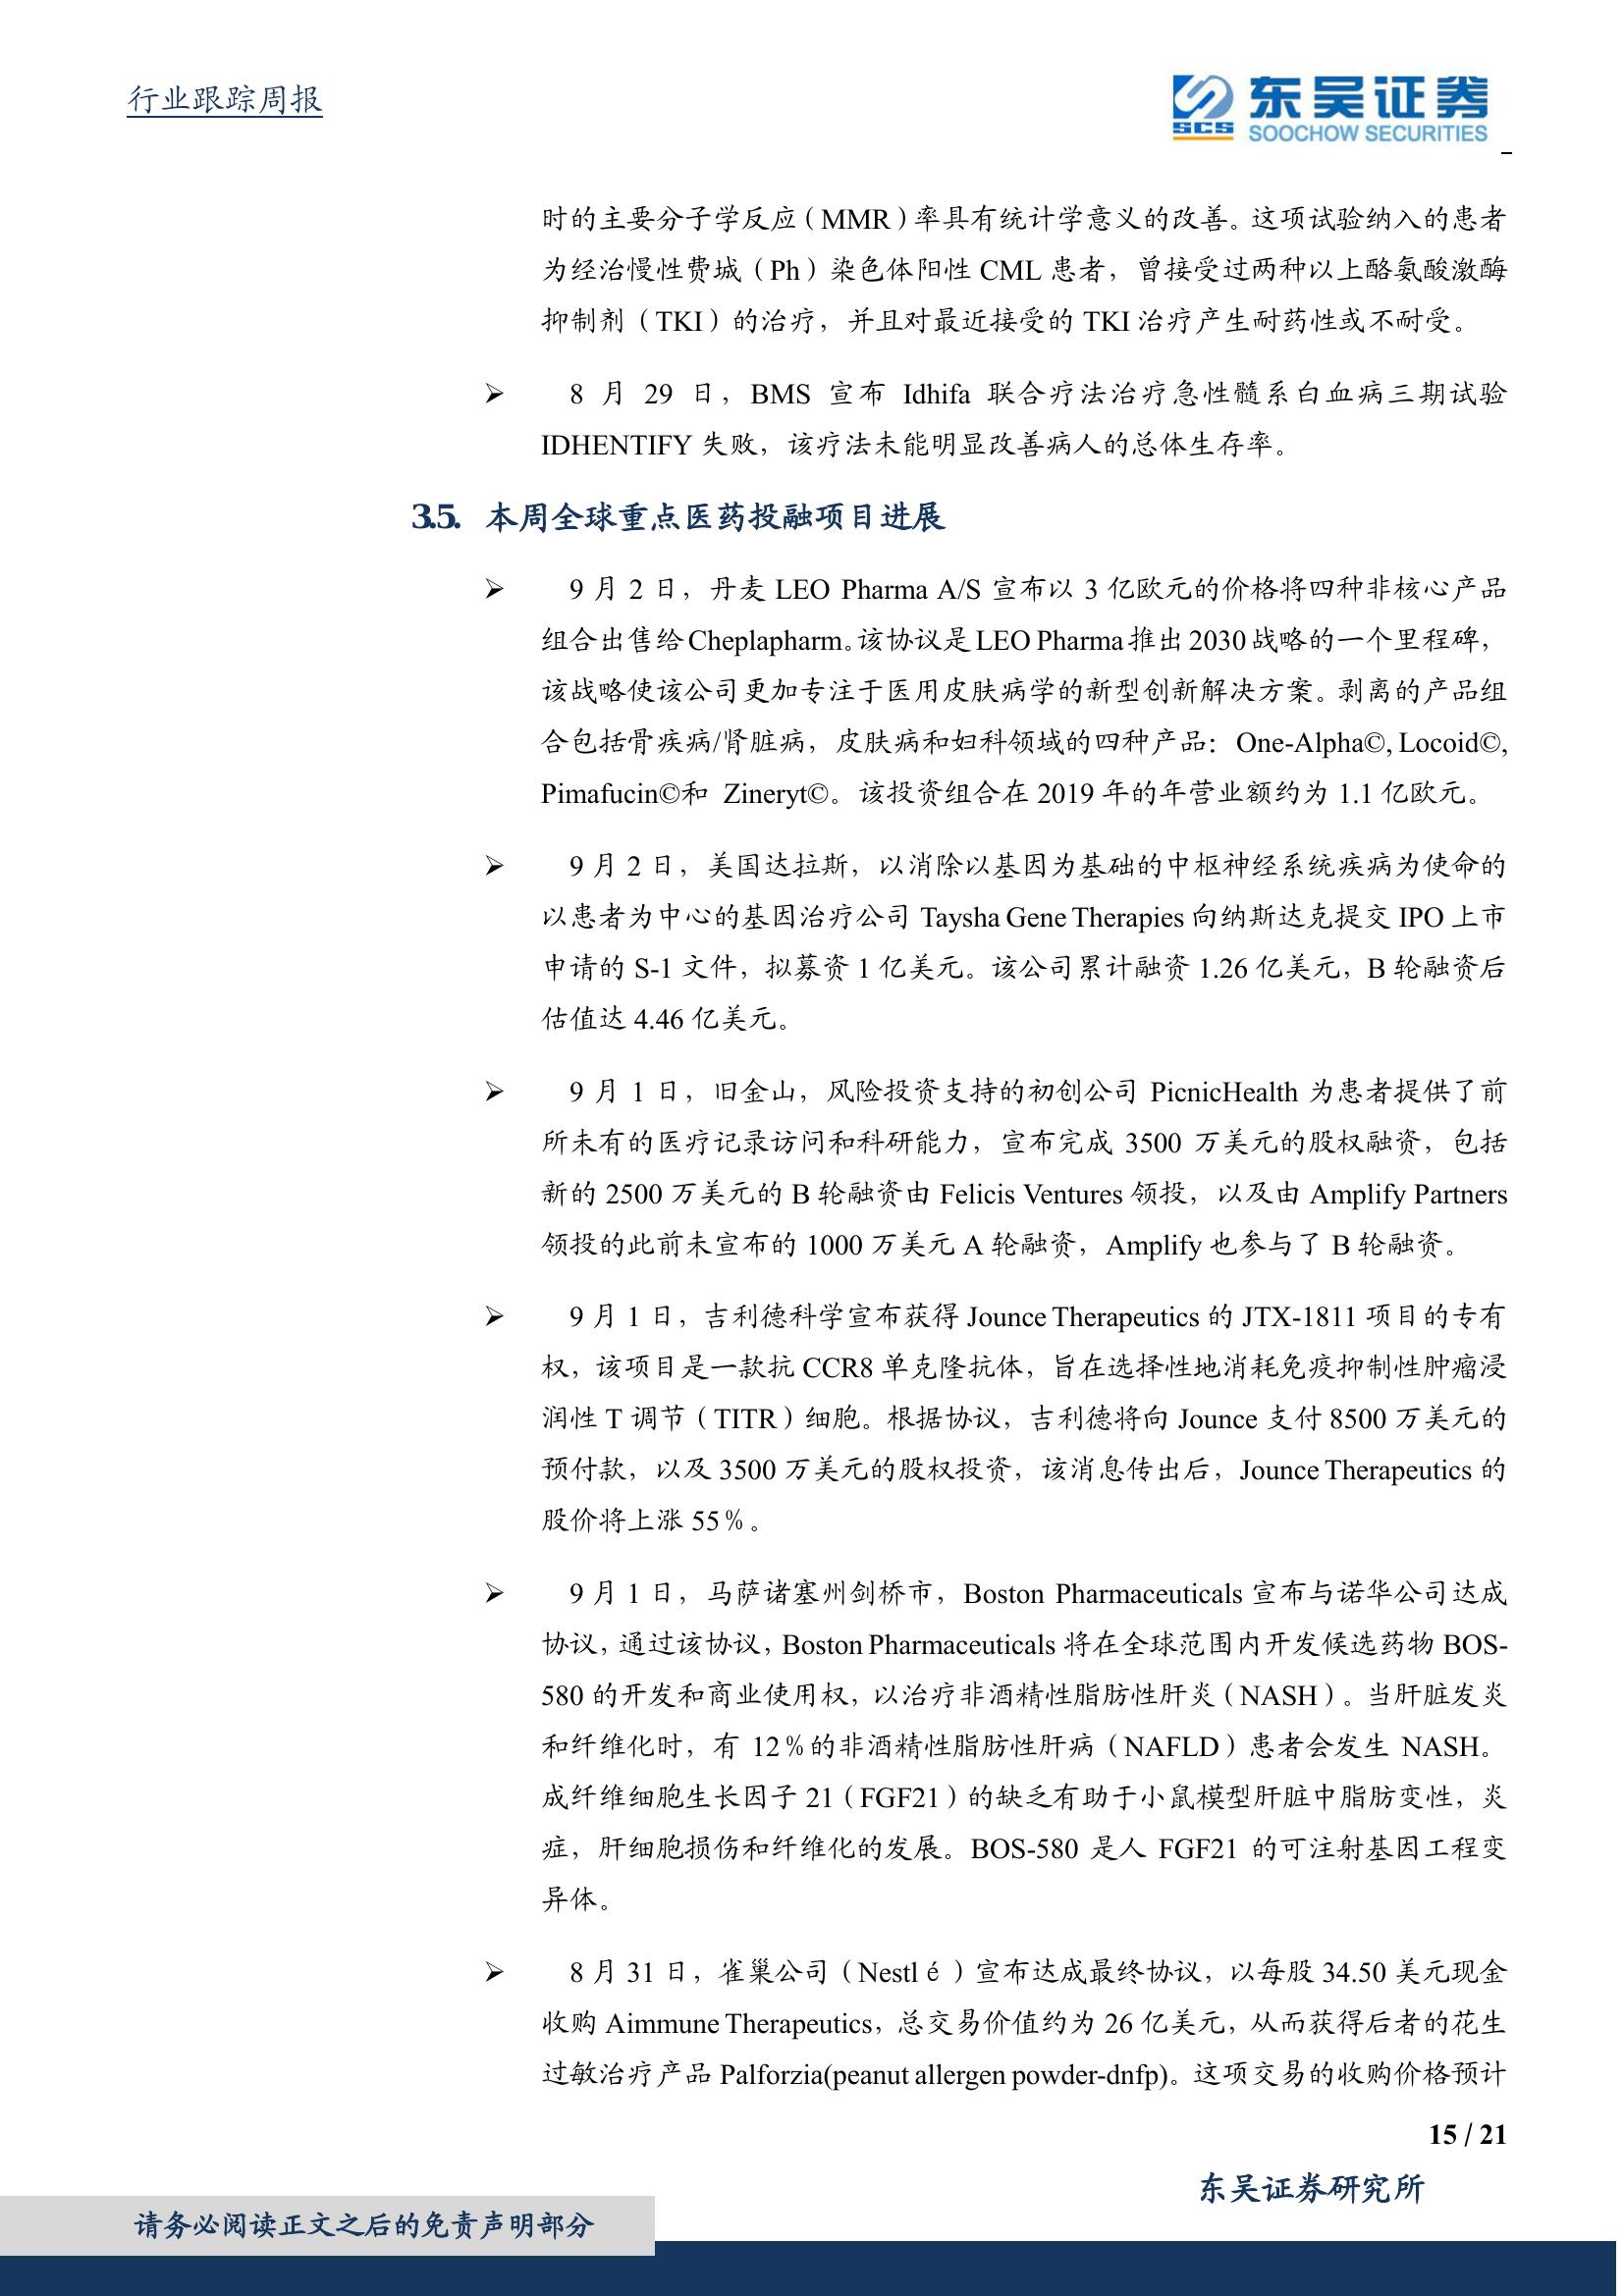 行业跟踪周报
SCS
东吴证券
SOOCHOW SECURITIES
时的主要分子学反应（MMR）率具有统计学意义的改善。这项试验纳入的患者
为经治慢性费城（Ph）染色体阳性 CML 患者，曾接受过两种以上酪氨酸激酶
抑制剂（TKI）的治疗，并且对最近接受的 TKI 治疗产生耐药性或不耐受。
➢ 8 月 29 日，BMS 宣布 Idhifa 联合疗法治疗急性髓系白血病三期试验
IDHENTIFY 失败，该疗法未能明显改善病人的总体生存率。
3.5. 本周全球重点医药投融项目进展
➢ 9 月 2 日，丹麦 LEO Pharma A/S 宣布以 3 亿欧元的价格将四种非核心产品
组合出售给 Cheplapharm。该协议是 LEO Pharma 推出 2030 战略的一个里程碑，
该战略使该公司更加专注于医用皮肤病学的新型创新解决方案。剥离的产品组
合包括骨疾病/肾脏病，皮肤病和妇科领域的四种产品：One-Alpha©, Locoid©,
Pimafucin©和 Zineryt©。该投资组合在 2019 年的年营业额约为 1.1 亿欧元。
➢ 9 月 2 日，美国达拉斯，以消除以基因为基础的中枢神经系统疾病为使命的
以患者为中心的基因治疗公司 Taysha Gene Therapies 向纳斯达克提交 IPO 上市
申请的 S-1 文件，拟募资 1 亿美元。该公司累计融资 1.26 亿美元，B 轮融资后
估值达 4.46 亿美元。
➢ 9 月 1 日，旧金山，风险投资支持的初创公司 PicnicHealth 为患者提供了前
所未有的医疗记录访问和科研能力，宣布完成 3500 万美元的股权融资，包括
新的 2500 万美元的 B 轮融资由 Felicis Ventures 领投，以及由 Amplify Partners
领投的此前未宣布的 1000 万美元 A 轮融资，Amplify 也参与了 B 轮融资。
➢ 9 月 1 日，吉利德科学宣布获得 Jounce Therapeutics 的 JTX-1811 项目的专有
权，该项目是一款抗 CCR8 单克隆抗体，旨在选择性地消耗免疫抑制性肿瘤浸
润性 T 调节（TITR）细胞。根据协议，吉利德将向 Jounce 支付 8500 万美元的
预付款，以及 3500 万美元的股权投资，该消息传出后，Jounce Therapeutics 的
股价将上涨 55％。
➢ 9 月 1 日，马萨诸塞州剑桥市，Boston Pharmaceuticals 宣布与诺华公司达成
协议，通过该协议，Boston Pharmaceuticals 将在全球范围内开发候选药物 BOS-
580 的开发和商业使用权，以治疗非酒精性脂肪性肝炎（NASH）。当肝脏发炎
和纤维化时，有 12％的非酒精性脂肪性肝病（NAFLD）患者会发生 NASH。
成纤维细胞生长因子 21（FGF21）的缺乏有助于小鼠模型肝脏中脂肪变性，炎
症，肝细胞损伤和纤维化的发展。BOS-580 是人 FGF21 的可注射基因工程变
异体。
➢ 8 月 31 日，雀巢公司（Nestlé）宣布达成最终协议，以每股 34.50 美元现金
收购 Aimmune Therapeutics，总交易价值约为 26 亿美元，从而获得后者的花生
过敏治疗产品 Palforzia(peanut allergen powder-dnfp)。这项交易的收购价格预计
15 / 21
东吴证券研究所
请务必阅读正文之后的免责声明部分